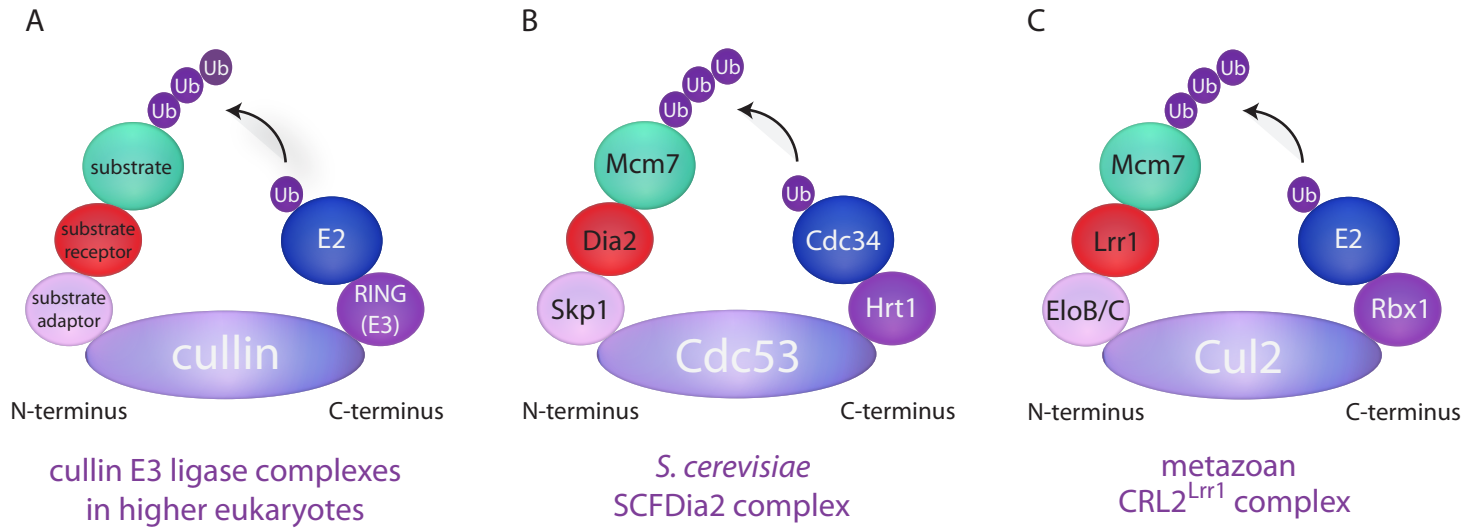 A
Ub
Ub
Ub
substrate
Ub
substrate
receptor
E2
substrate
adaptor
RING
(E3)
cullin
N-terminus
C-terminus
cullin E3 ligase complexes
in higher eukaryotes
B
Ub
Ub
Ub
Mcm7
Ub
Dia2
Cdc34
Skp1
Hrt1
Cdc53
N-terminus
C-terminus
S. cerevisiae
SCFDia2 complex
C
Ub
Ub
Ub
Mcm7
Ub
Lrr1
E2
EloB/C
Rbx1
Cul2
N-terminus
C-terminus
metazoan
CRL2Lrr1 complex